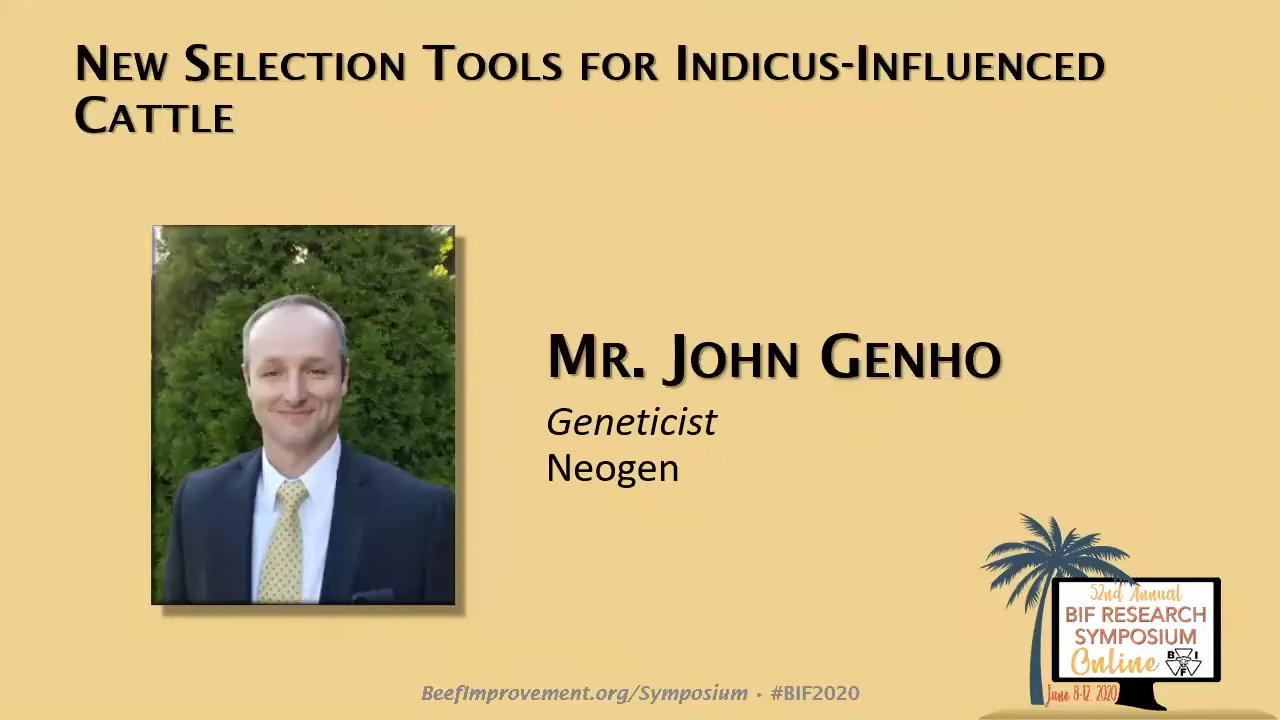 New Selection Tools for Indicus-Influenced
Cattle
Mr. John Genho
Geneticist
Neogen
52nd Annual
BIF RESEARCH
SYMPOSIUM
Online
B I
F
June 8-12, 2020
BeefImprovement.org/Symposium • #BIF2020